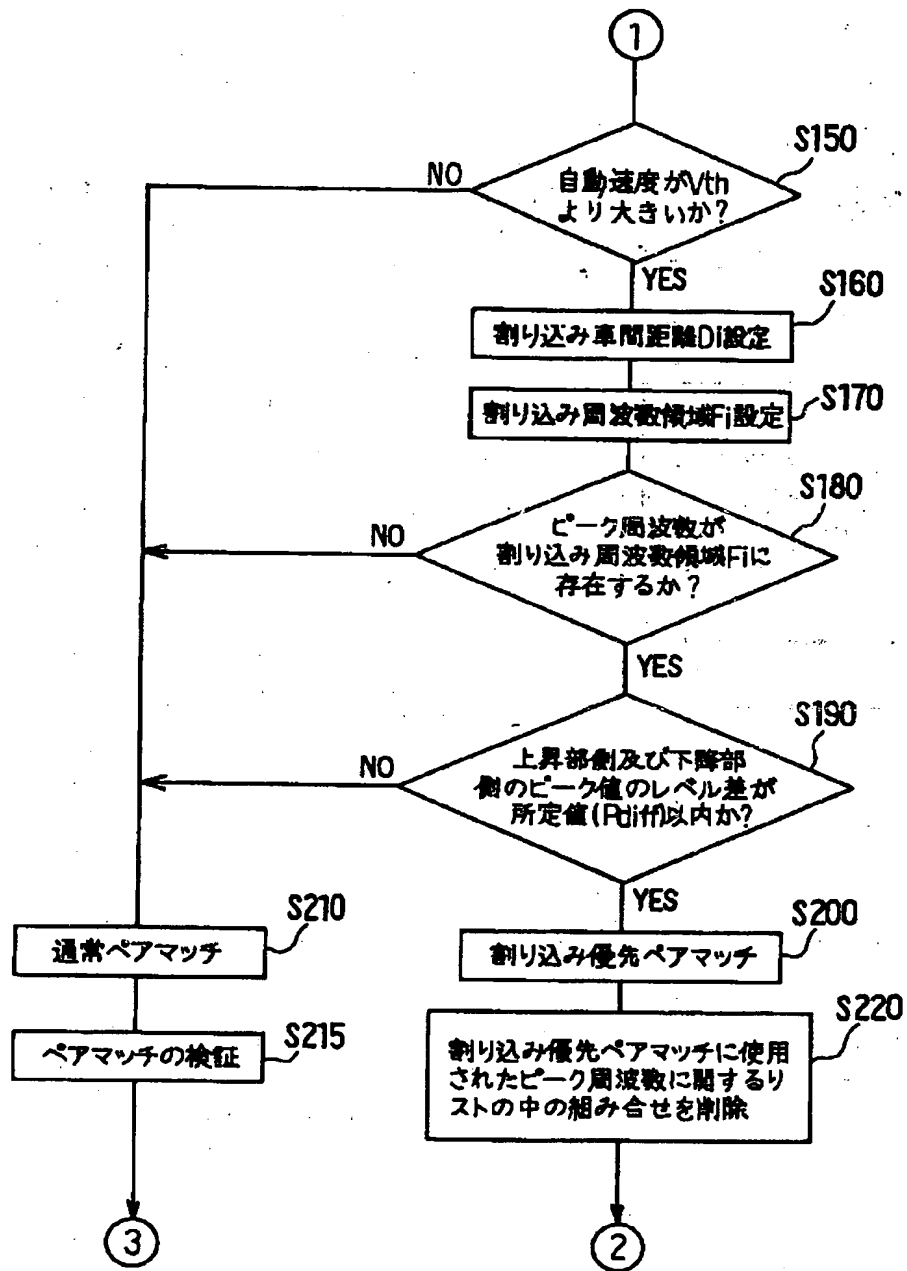 1
S150
NO
自動速度がVth
より大きいか?
YES
S160
割り込み車間距離Di設定
S170
割り込み周波数領域Fi設定
S180
NO
ピーク周波数が
割り込み周波数領域Fiに
存在するか?
YES
S190
NO
上昇部側及び下降部
側のピーク値のレベル差が
所定値(Pdiff)以内か?
YES
S210
通常ペアマッチ
S200
割り込み優先ペアマッチ
S215
ペアマッチの検証
S220
割り込み優先ペアマッチに使用
されたピーク周波数に関するリ
ストの中の組み合せを削除
3
2